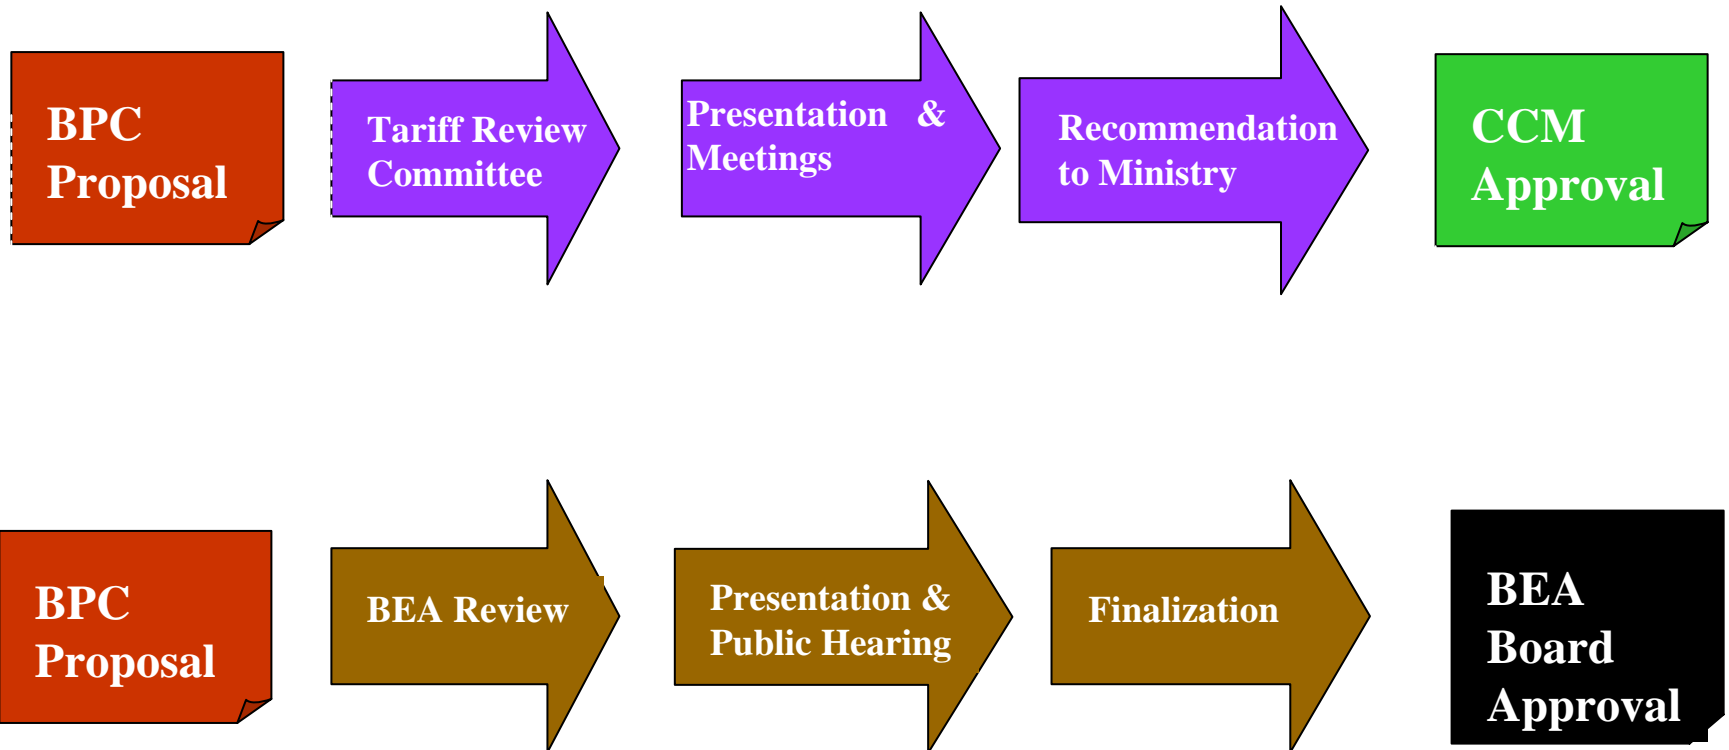 BPC
Proposal
Tariff Review
Committee
Presentation &
Meetings
Recommendation
to Ministry
CCM
Approval
BPC
Proposal
BEA Review
Presentation &
Public Hearing
Finalization
BEA
Board
Approval